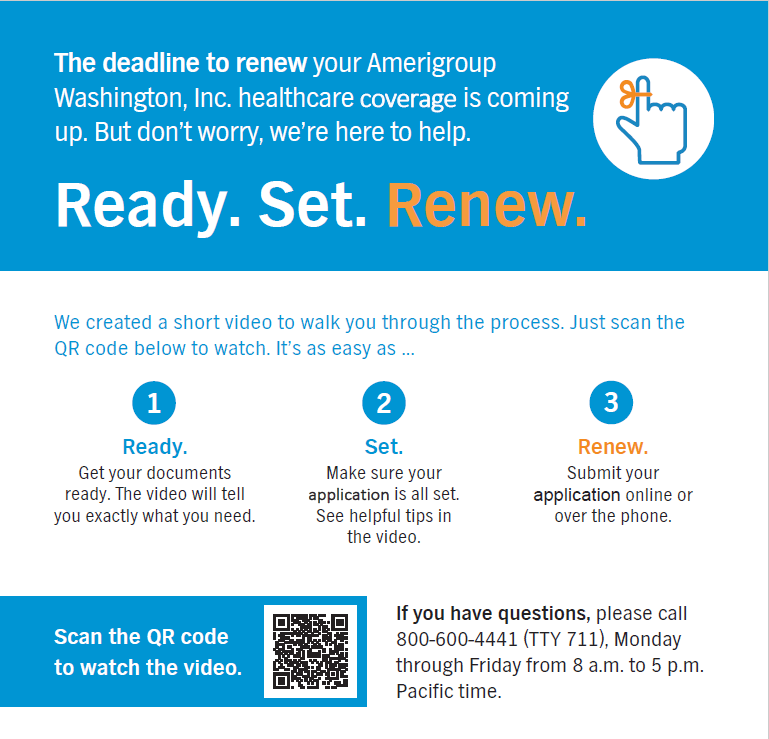 The deadline to renew your Amerigroup
Washington, Inc. healthcare coverage is coming
up. But don’t worry, we’re here to help.
Ready. Set. Renew.
We created a short video to walk you through the process. Just scan the
QR code below to watch. It’s as easy as ...
1
Ready.
Get your documents
ready. The video will tell
you exactly what you need.
2
Set.
Make sure your
application is all set.
See helpful tips in
the video.
3
Renew.
Submit your
application online or
over the phone.
Scan the QR code
to watch the video.
If you have questions, please call
800-600-4441 (TTY 711), Monday
through Friday from 8 a.m. to 5 p.m.
Pacific time.